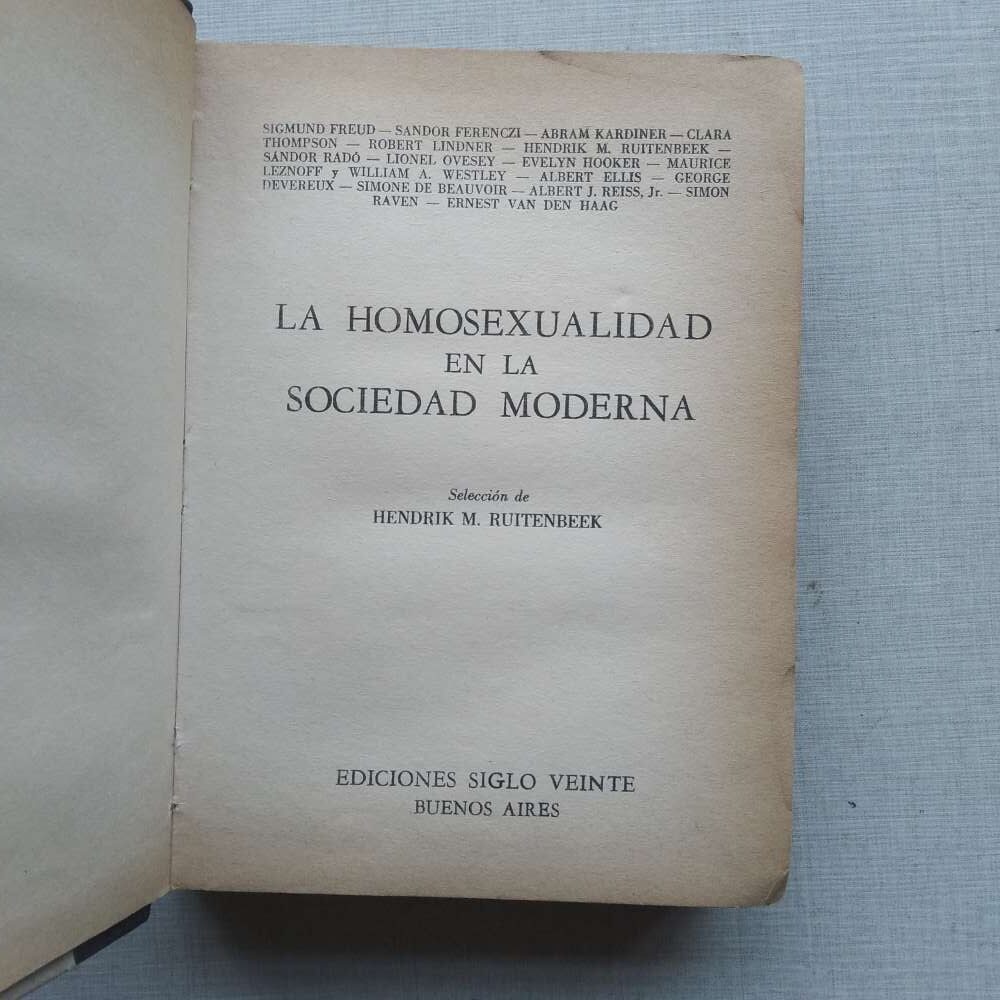 SIGMUND FREUD — SANDOR FERENCZI — ABRAM KARDINER — CLARA
THOMPSON — ROBERT LINDNER — HENDRIK M. RUITENBEEK —
SÁNDOR RADÓ — LIONEL OVESEY — EVELYN HOOKER — MAURICE
LEZNOFF y WILLIAM A. WESTLEY — ALBERT ELLIS — GEORGE
DEVEREUX — SIMONE DE BEAUVOIR — ALBERT J. REISS, Jr. — SIMON
RAVEN — ERNEST VAN DEN HAAG
LA HOMOSEXUALIDAD
EN LA
SOCIEDAD MODERNA
Selección de
HENDRIK M. RUITENBEEK
EDICIONES SIGLO VEINTE
BUENOS AIRES